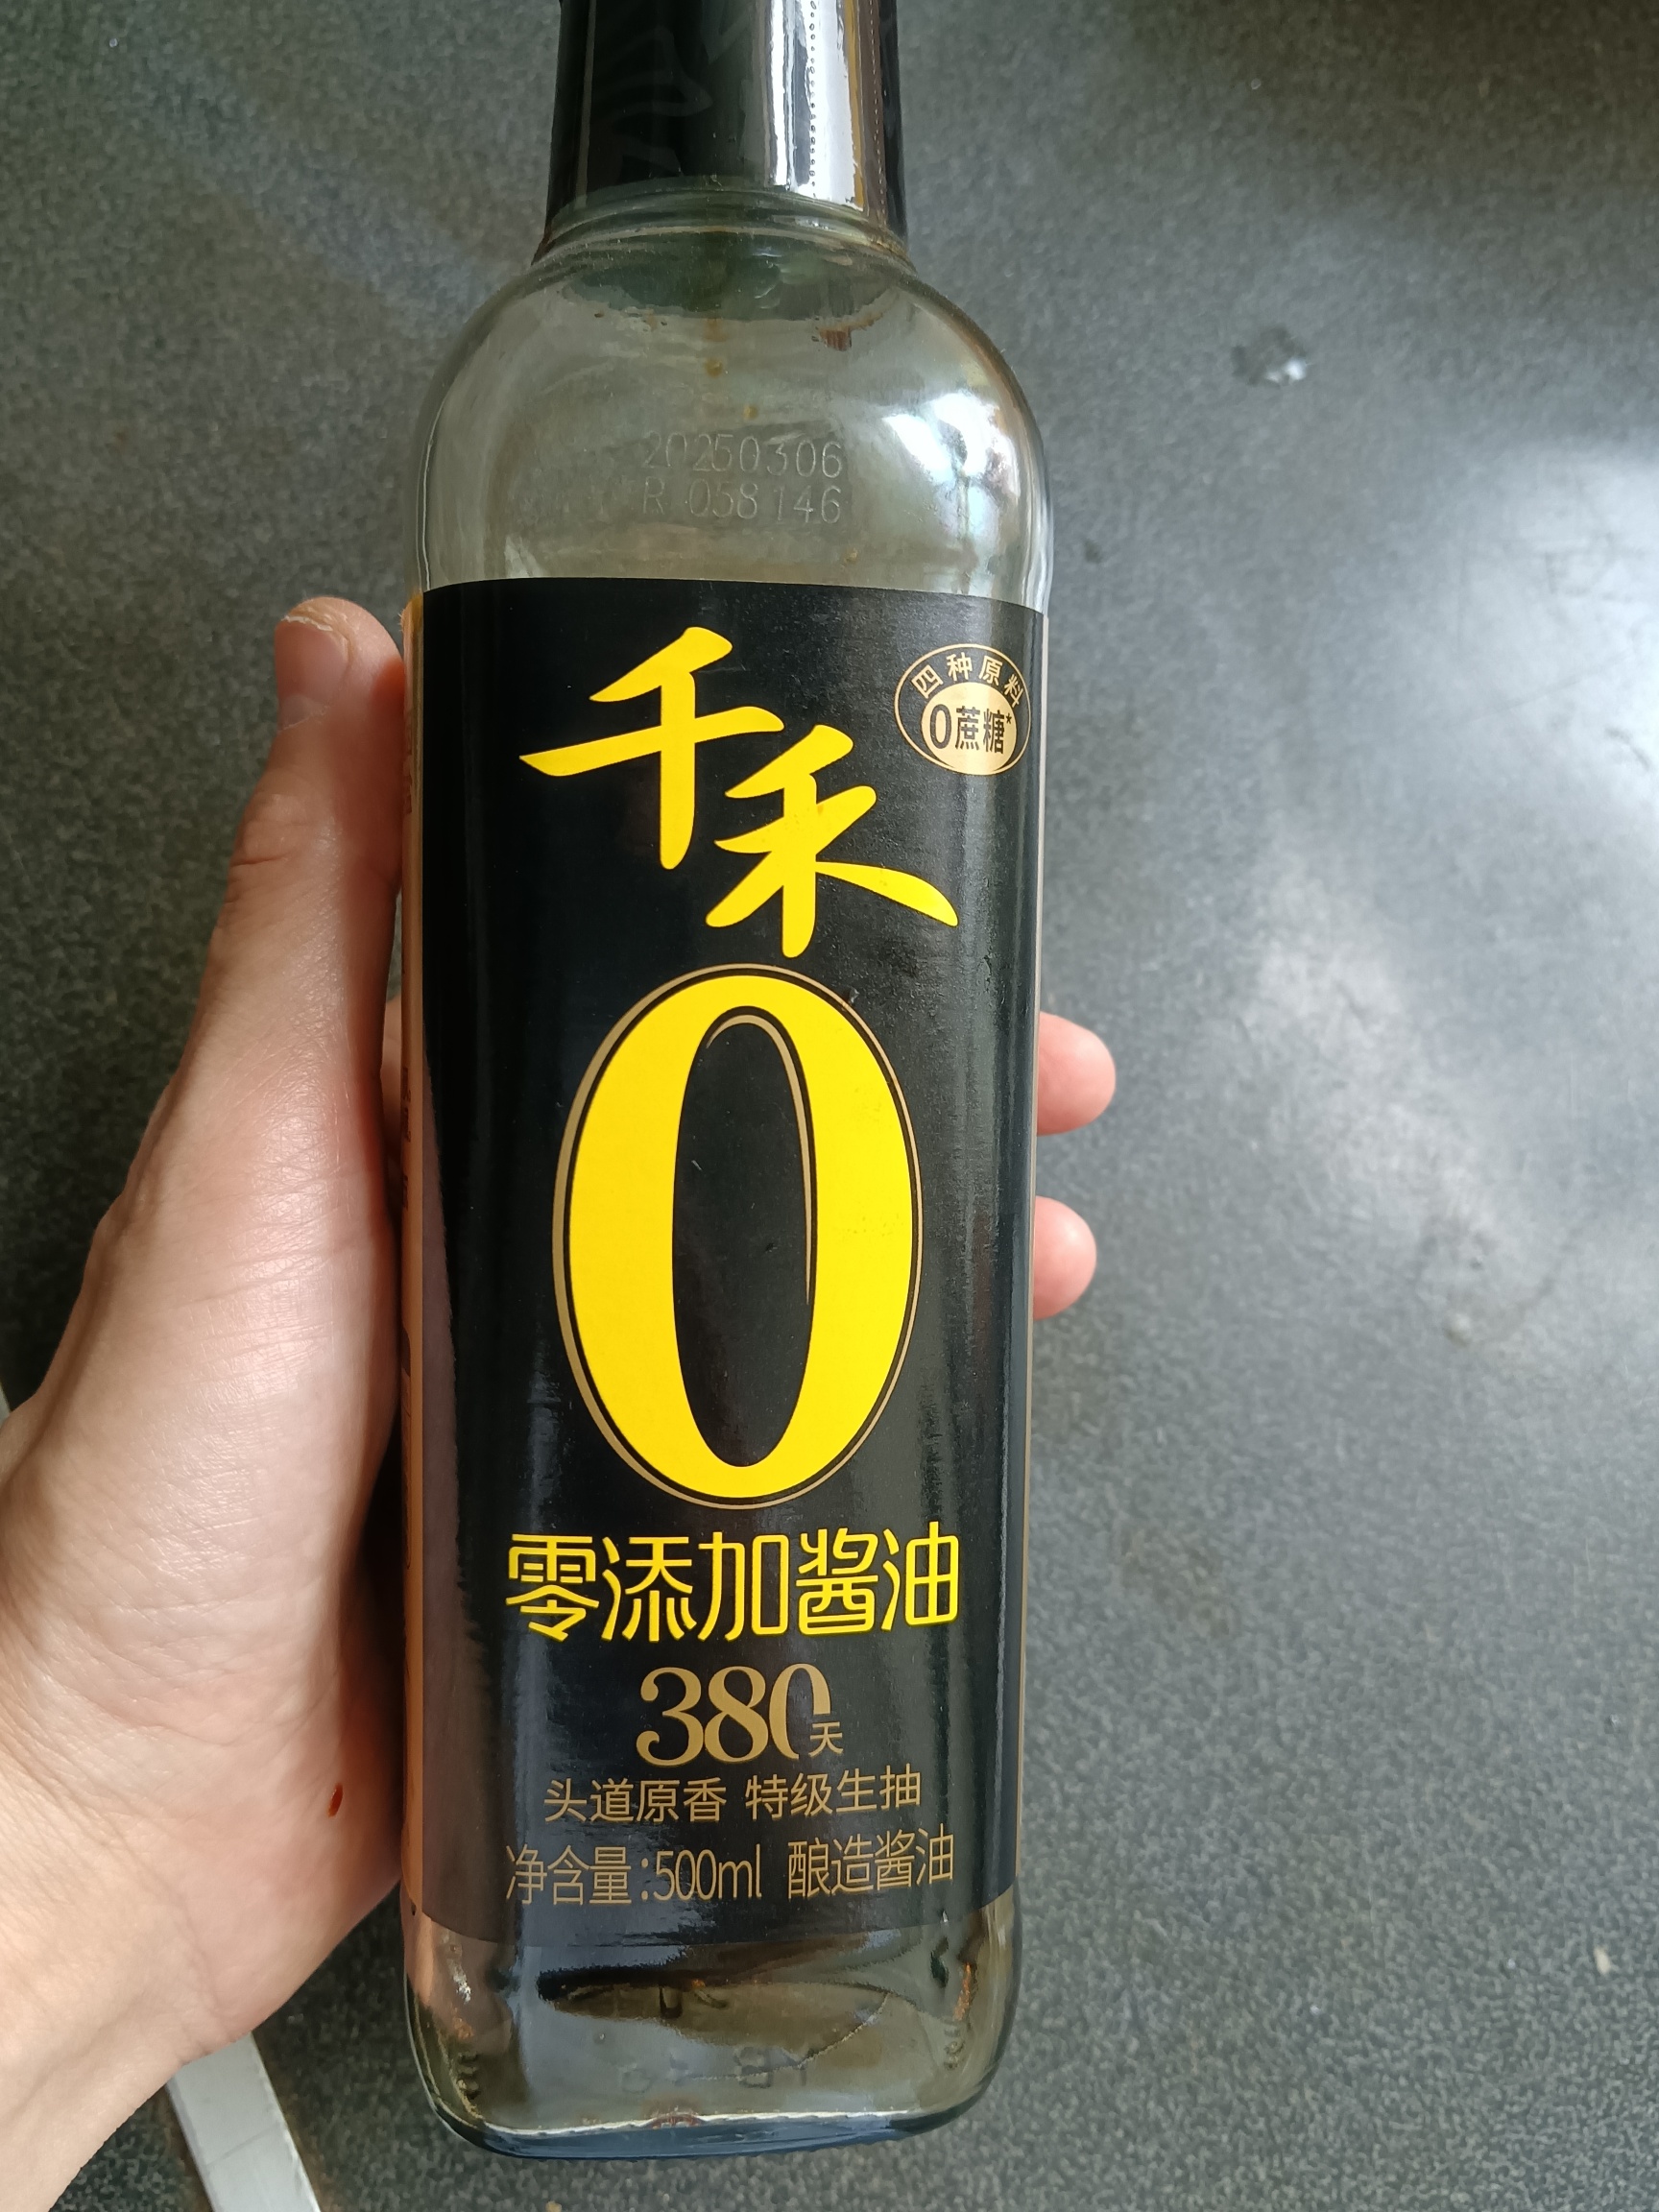 20250306
R 058146
千禾
四种原料
0蔗糖*
0
零添加酱油
380天
头道原香 特级生抽
净含量:500ml 酿造酱油